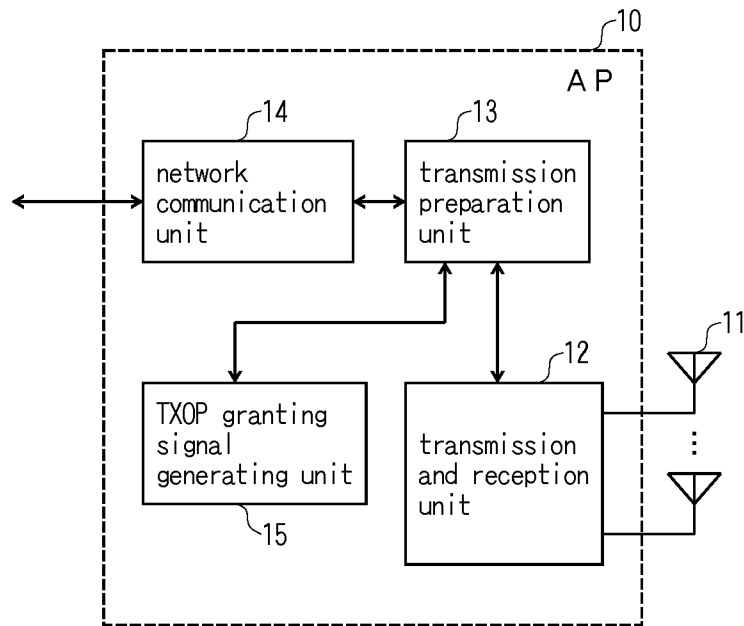 10
AP
14
13
network
communication
unit
transmission
preparation
unit
11
12
TXOP granting
signal
generating unit
transmission
and reception
unit
15